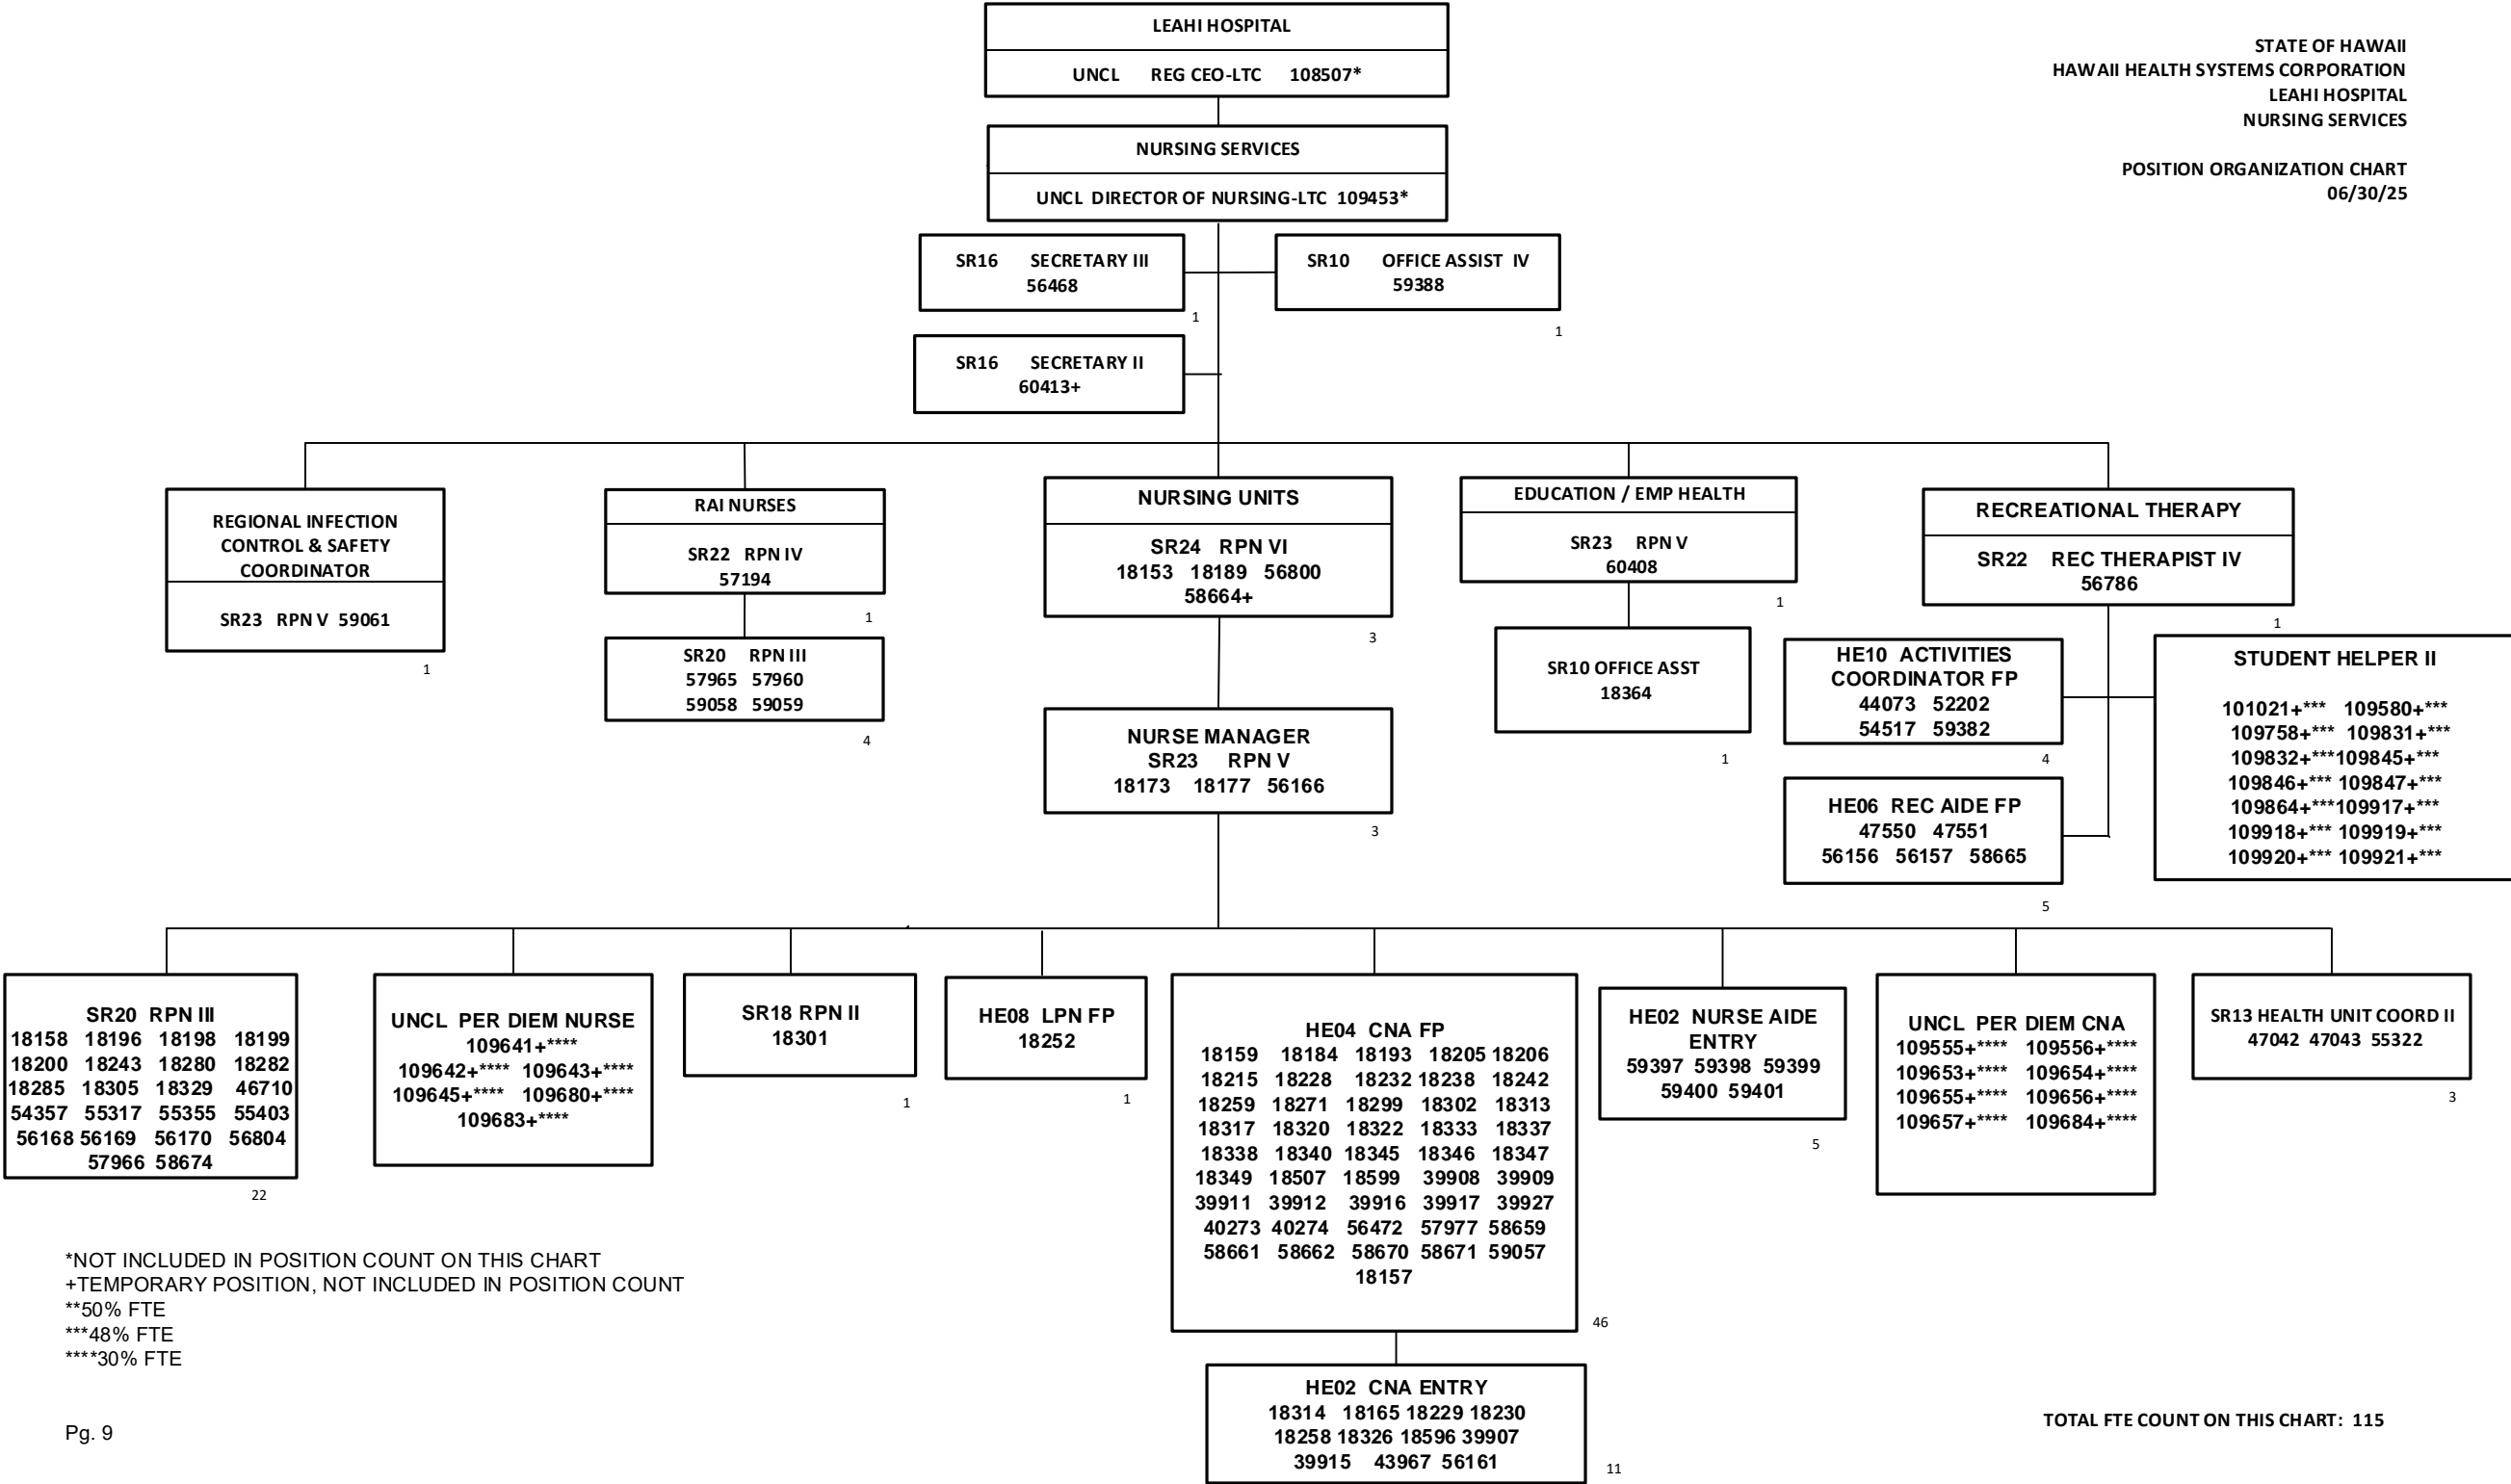 LEAHI HOSPITAL
UNCL REG CEO-LTC 108507*
STATE OF HAWAII
HAWAII HEALTH SYSTEMS CORPORATION
LEAHI HOSPITAL
NURSING SERVICES
POSITION ORGANIZATION CHART
06/30/25
NURSING SERVICES
UNCL DIRECTOR OF NURSING-LTC 109453*
SR16 SECRETARY III
56468
1
SR10 OFFICE ASSIST IV
59388
1
SR16 SECRETARY II
60413+
REGIONAL INFECTION
CONTROL & SAFETY
COORDINATOR
SR23 RPN V 59061
1
RAI NURSES
SR22 RPN IV
57194
1
SR20 RPN III
57965 57960
59058 59059
4
NURSING UNITS
SR24 RPN VI
18153 18189 56800
58664+
3
NURSE MANAGER
SR23 RPN V
18173 18177 56166
3
EDUCATION / EMP HEALTH
SR23 RPN V
60408
1
SR10 OFFICE ASST
18364
1
RECREATIONAL THERAPY
SR22 REC THERAPIST IV
56786
1
HE10 ACTIVITIES
COORDINATOR FP
44073 52202
54517 59382
4
HE06 REC AIDE FP
47550 47551
56156 56157 58665
5
STUDENT HELPER II
101021+*** 109580+***
109758+*** 109831+***
109832+***109845+***
109846+*** 109847+***
109864+***109917+***
109918+*** 109919+***
109920+*** 109921+***
SR20 RPN III
18158 18196 18198 18199
18200 18243 18280 18282
18285 18305 18329 46710
54357 55317 55355 55403
56168 56169 56170 56804
57966 58674
22
UNCL PER DIEM NURSE
109641+****
109642+**** 109643+****
109645+**** 109680+****
109683+****
SR18 RPN II
18301
1
HE08 LPN FP
18252
1
HE04 CNA FP
18159 18184 18193 18205 18206
18215 18228 18232 18238 18242
18259 18271 18299 18302 18313
18317 18320 18322 18333 18337
18338 18340 18345 18346 18347
18349 18507 18599 39908 39909
39911 39912 39916 39917 39927
40273 40274 56472 57977 58659
58661 58662 58670 58671 59057
18157
46
HE02 CNA ENTRY
18314 18165 18229 18230
18258 18326 18596 39907
39915 43967 56161
11
HE02 NURSE AIDE
ENTRY
59397 59398 59399
59400 59401
5
UNCL PER DIEM CNA
109555+**** 109556+****
109653+**** 109654+****
109655+**** 109656+****
109657+**** 109684+****
SR13 HEALTH UNIT COORD II
47042 47043 55322
3
*NOT INCLUDED IN POSITION COUNT ON THIS CHART
+TEMPORARY POSITION, NOT INCLUDED IN POSITION COUNT
**50% FTE
***48% FTE
****30% FTE
Pg. 9
TOTAL FTE COUNT ON THIS CHART: 115